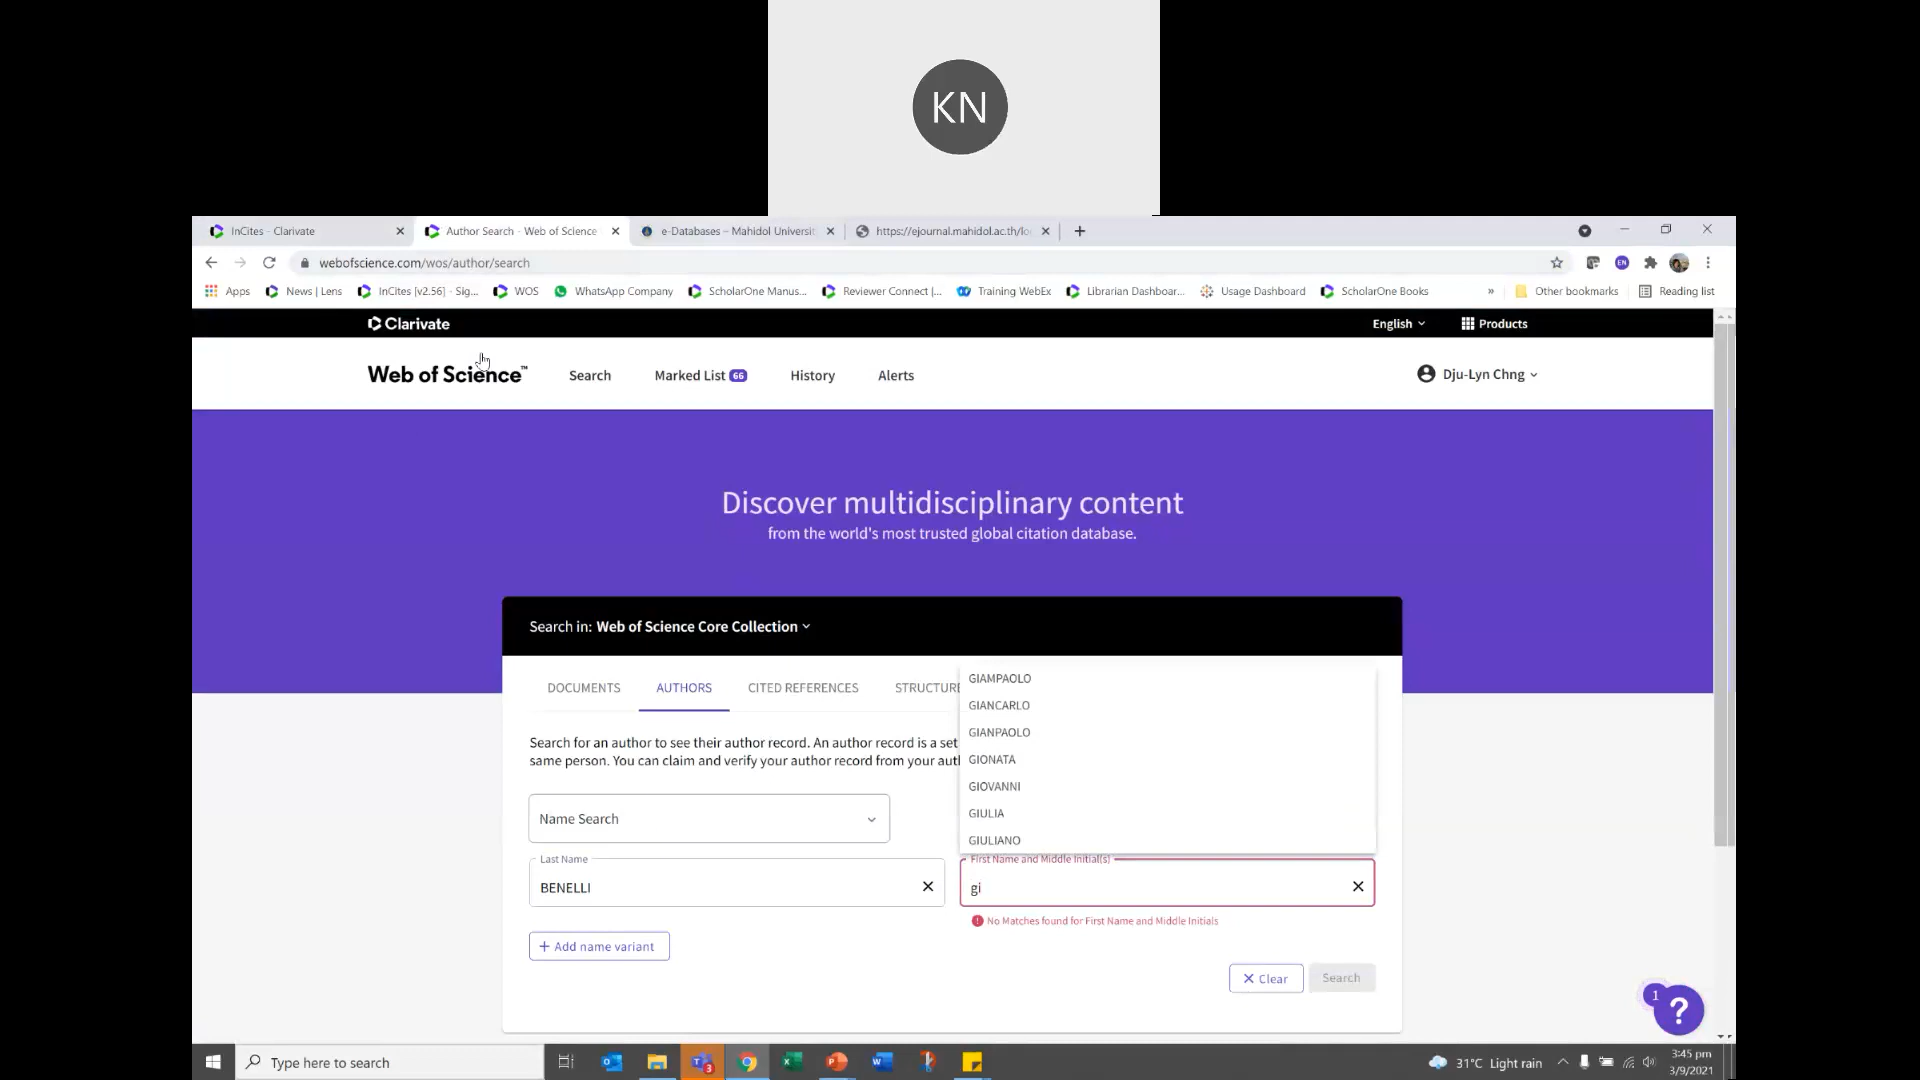 KN
InCites - Clarivate
Author Search - Web of Science
e-Databases – Mahidol Universit
https://ejournal.mahidol.ac.th/lo
webofscience.com/wos/author/search
EN
Apps
News | Lens
InCites [v2.56] - Sig...
WOS
WhatsApp Company
ScholarOne Manus...
Reviewer Connect |...
Training WebEx
Librarian Dashboar...
Usage Dashboard
ScholarOne Books
»
Other bookmarks
Reading list
Clarivate
English
Products
Web of Science™
Search
Marked List 66
History
Alerts
Dju-Lyn Chng
Discover multidisciplinary content
from the world's most trusted global citation database.
Search in: Web of Science Core Collection
DOCUMENTS
AUTHORS
CITED REFERENCES
STRUCTURE
Search for an author to see their author record. An author record is a set
same person. You can claim and verify your author record from your aut
GIAMPAOLO
GIANCARLO
GIANPAOLO
GIONATA
GIOVANNI
GIULIA
GIULIANO
Name Search
Last Name
BENELLI
First Name and Middle Initial(s)
gi
No Matches found for First Name and Middle Initials
+ Add name variant
Clear
Search
1
?
Type here to search
3
31°C Light rain
3:45 pm
3/9/2021